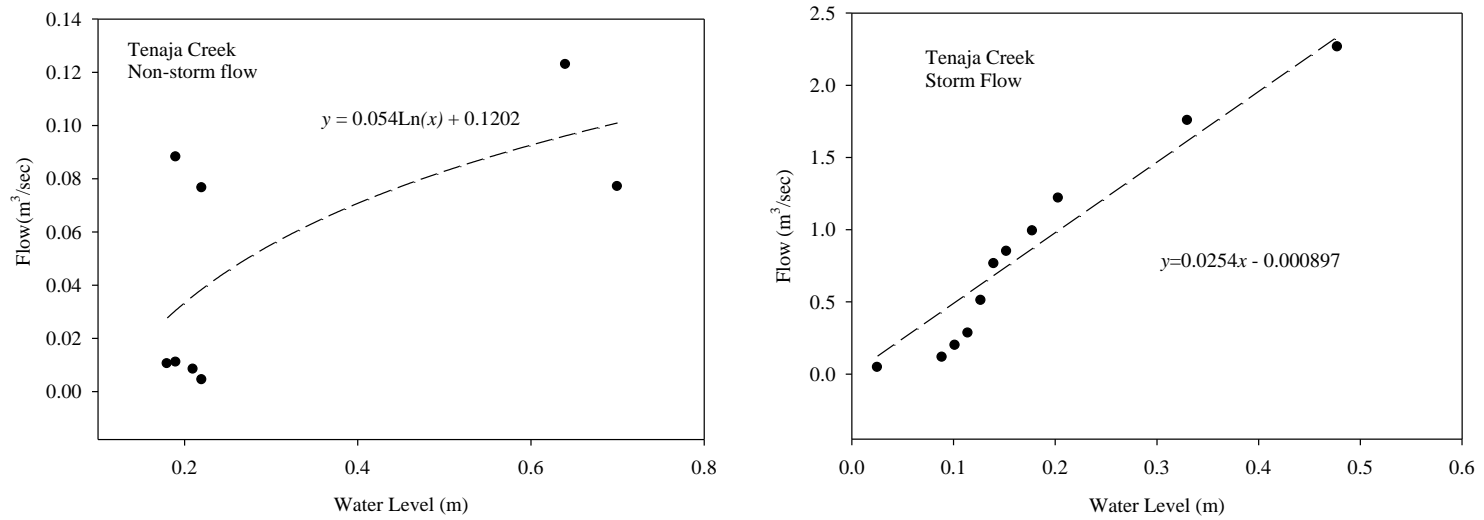 Tenaja Creek
Non-storm flow
y = 0.054Ln(x) + 0.1202
Flow(m³/sec)
0.14
0.12
0.10
0.08
0.06
0.04
0.02
0.00
0.2 0.4 0.6 0.8
Water Level (m)
Tenaja Creek
Storm Flow
y=0.0254x - 0.000897
Flow (m³/sec)
2.5
2.0
1.5
1.0
0.5
0.0
0.0 0.1 0.2 0.3 0.4 0.5 0.6
Water Level (m)